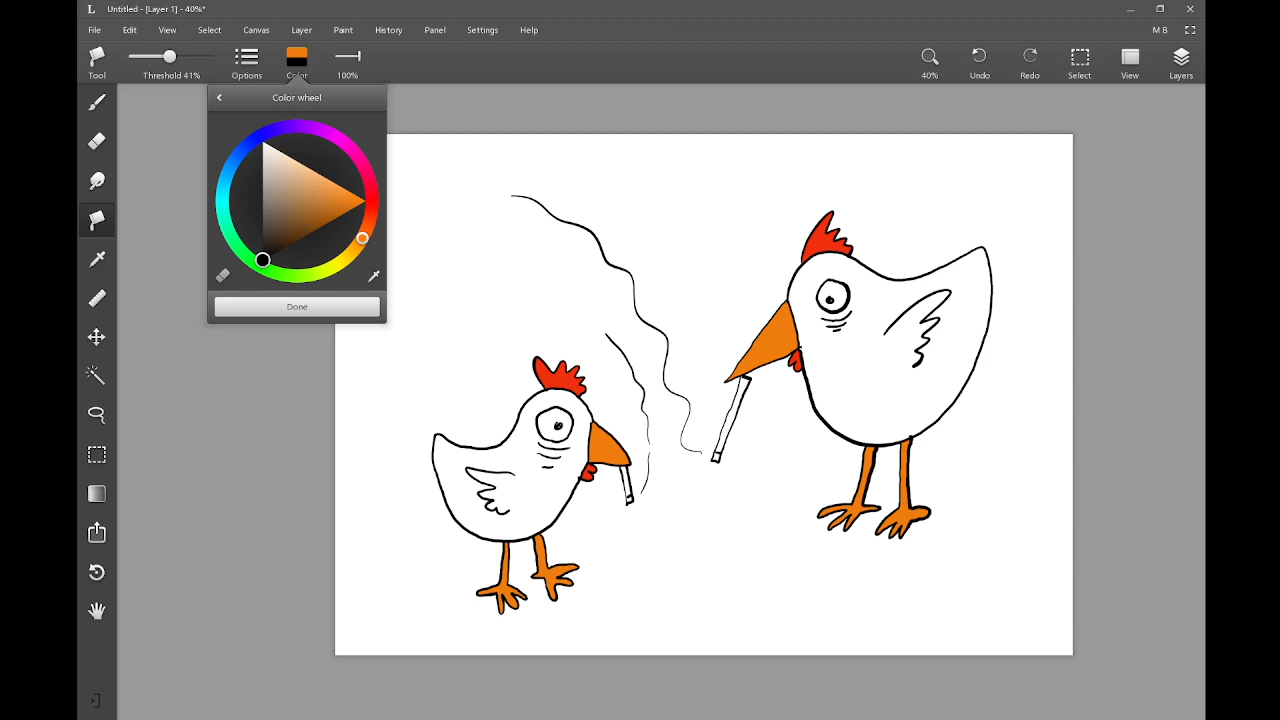 L Untitled - [Layer 1] - 40%*
File Edit View Select Canvas Layer Paint History Panel Settings Help M B
Tool Threshold 41% Options Color 100% 40% Undo Redo Select View Layers
Color wheel
Done